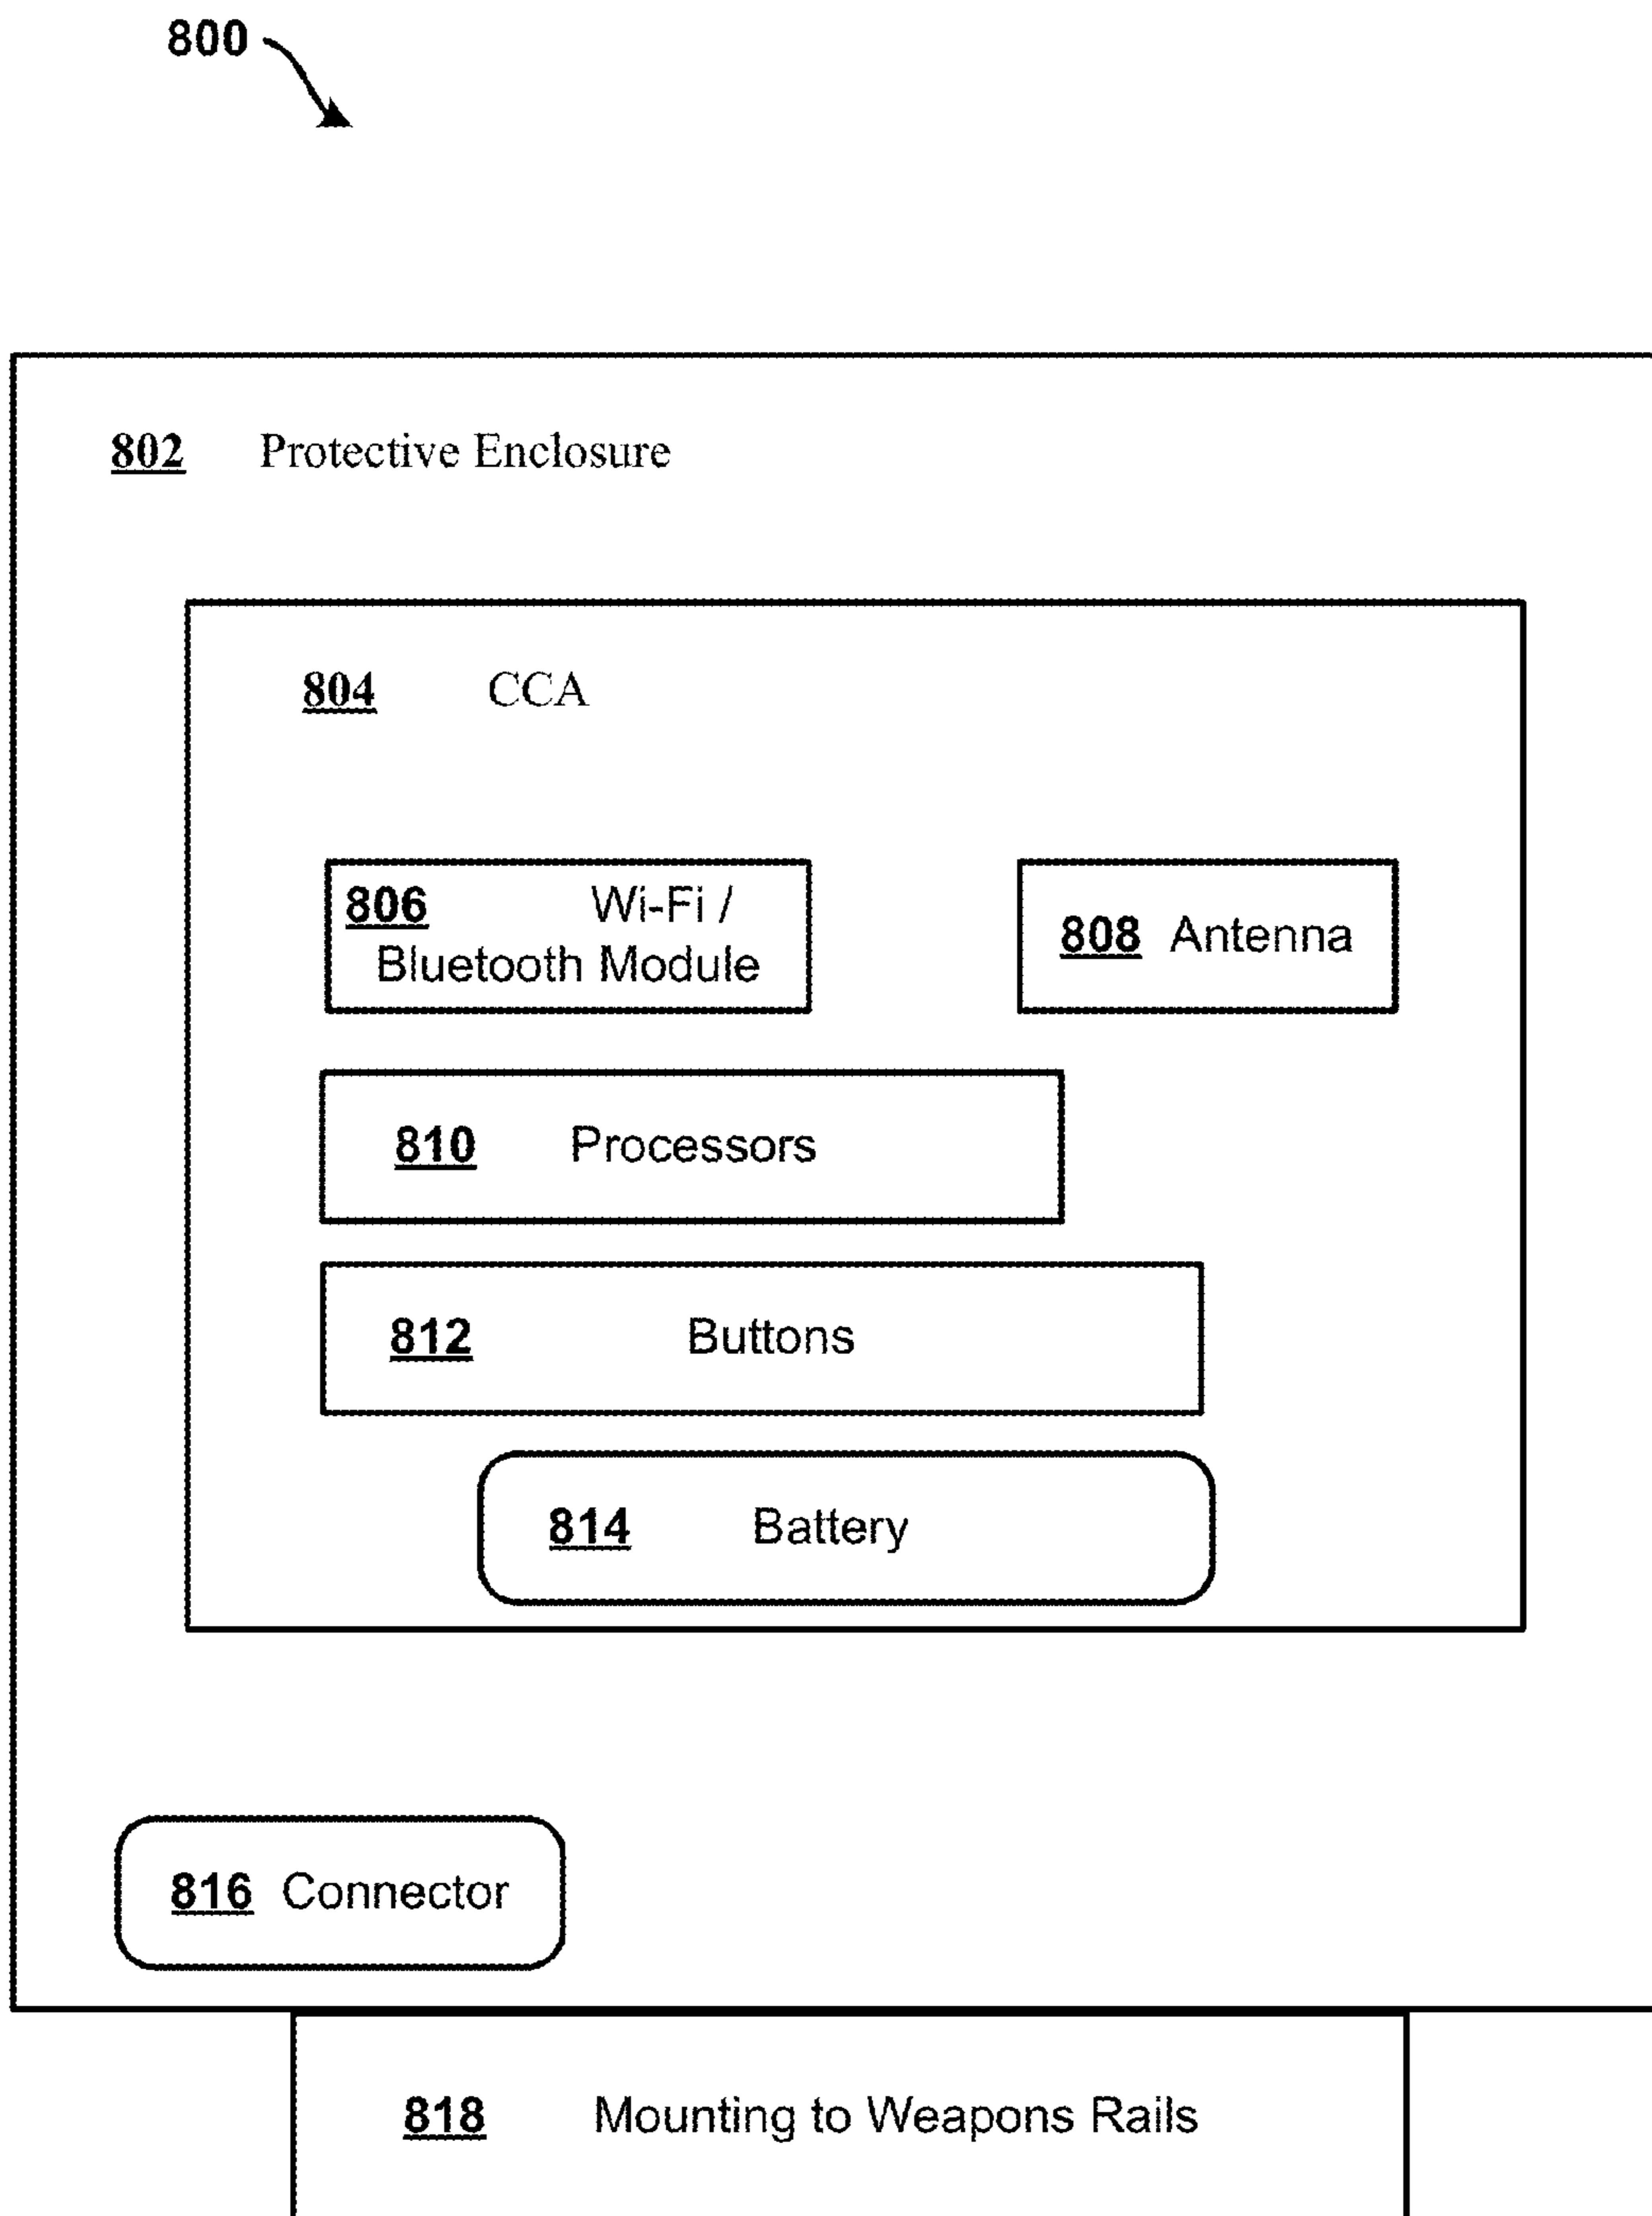 800
802 Protective Enclosure
804 CCA
806 Wi-Fi /
Bluetooth Module
808 Antenna
810 Processors
812 Buttons
814 Battery
816 Connector
818 Mounting to Weapons Rails